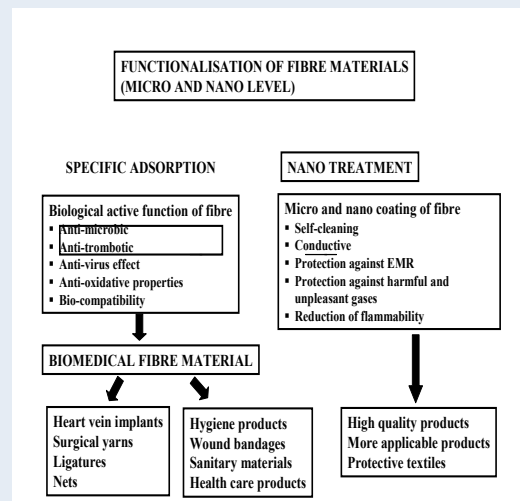 FUNCTIONALISATION OF FIBRE MATERIALS
(MICRO AND NANO LEVEL)
SPECIFIC ADSORPTION
Biological active function of fibre
▪ Anti-microbic
▪ Anti-trombotic
▪ Anti-virus effect
▪ Anti-oxidative properties
▪ Bio-compatibility
BIOMEDICAL FIBRE MATERIAL
Heart vein implants
Surgical yarns
Ligatures
Nets
Hygiene products
Wound bandages
Sanitary materials
Health care products
NANO TREATMENT
Micro and nano coating of fibre
▪ Self-cleaning
▪ Conductive
▪ Protection against EMR
▪ Protection against harmful and
unpleasant gases
▪ Reduction of flammability
High quality products
More applicable products
Protective textiles